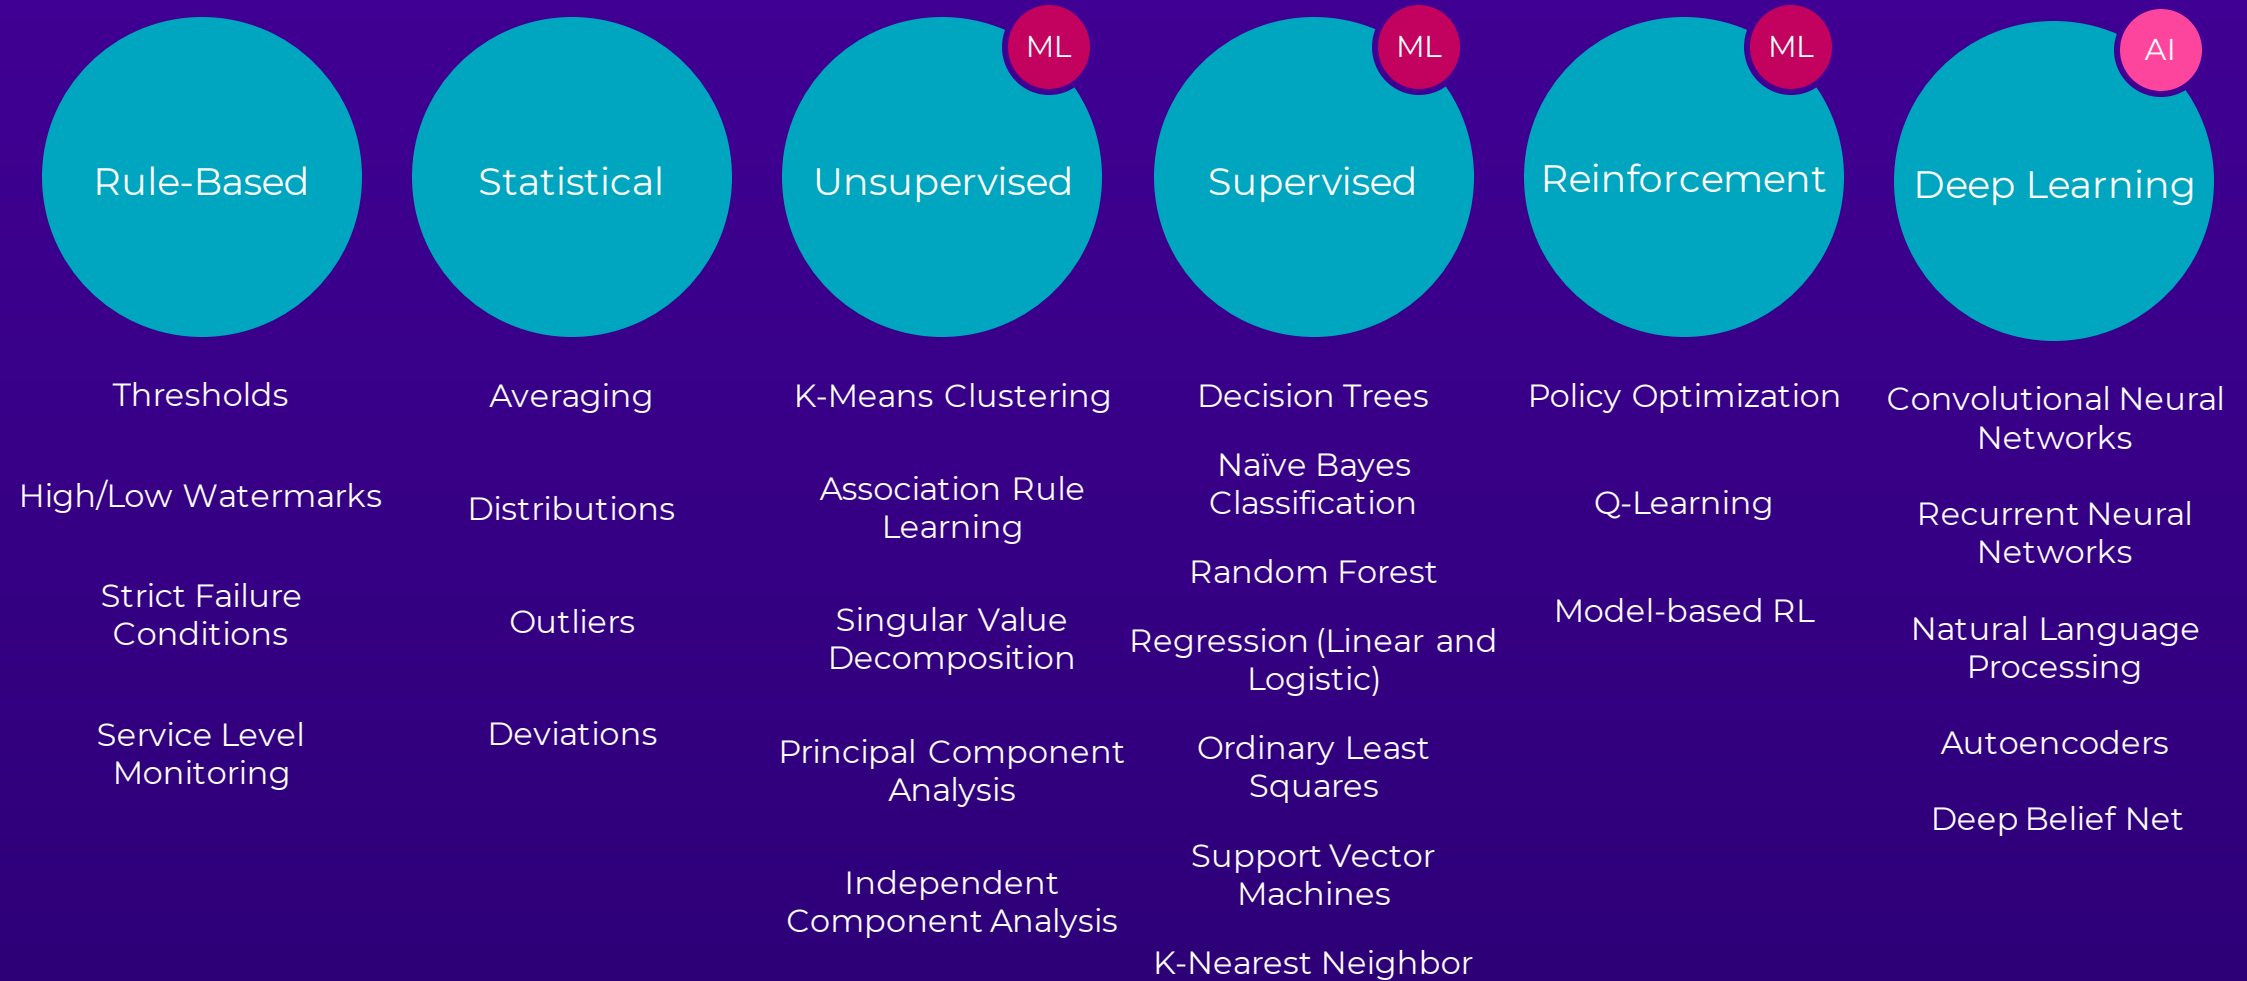 Rule-Based
Thresholds
High/Low Watermarks
Strict Failure
Conditions
Service Level
Monitoring
Statistical
Averaging
Distributions
Outliers
Deviations
ML
Unsupervised
K-Means Clustering
Association Rule
Learning
Singular Value
Decomposition
Principal Component
Analysis
Independent
Component Analysis
ML
Supervised
Decision Trees
Naïve Bayes
Classification
Random Forest
Regression (Linear and
Logistic)
Ordinary Least
Squares
Support Vector
Machines
K-Nearest Neighbor
ML
Reinforcement
Policy Optimization
Q-Learning
Model-based RL
AI
Deep Learning
Convolutional Neural
Networks
Recurrent Neural
Networks
Natural Language
Processing
Autoencoders
Deep Belief Net